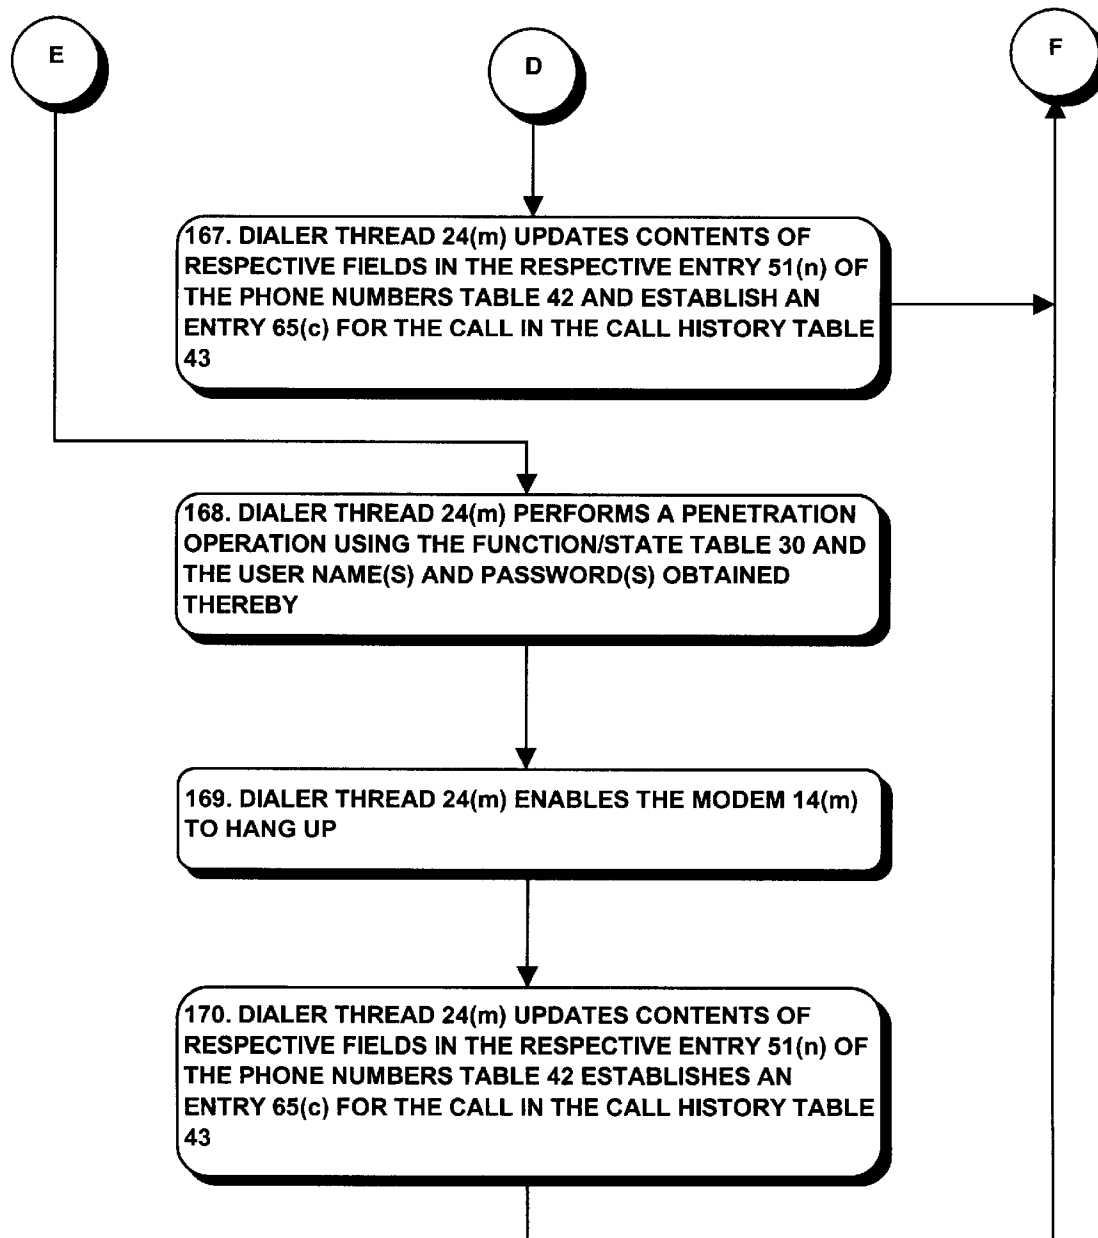 E
D
F
167. DIALER THREAD 24(m) UPDATES CONTENTS OF
RESPECTIVE FIELDS IN THE RESPECTIVE ENTRY 51(n) OF
THE PHONE NUMBERS TABLE 42 AND ESTABLISH AN
ENTRY 65(c) FOR THE CALL IN THE CALL HISTORY TABLE
43
168. DIALER THREAD 24(m) PERFORMS A PENETRATION
OPERATION USING THE FUNCTION/STATE TABLE 30 AND
THE USER NAME(S) AND PASSWORD(S) OBTAINED
THEREBY
169. DIALER THREAD 24(m) ENABLES THE MODEM 14(m)
TO HANG UP
170. DIALER THREAD 24(m) UPDATES CONTENTS OF
RESPECTIVE FIELDS IN THE RESPECTIVE ENTRY 51(n) OF
THE PHONE NUMBERS TABLE 42 ESTABLISHES AN
ENTRY 65(c) FOR THE CALL IN THE CALL HISTORY TABLE
43